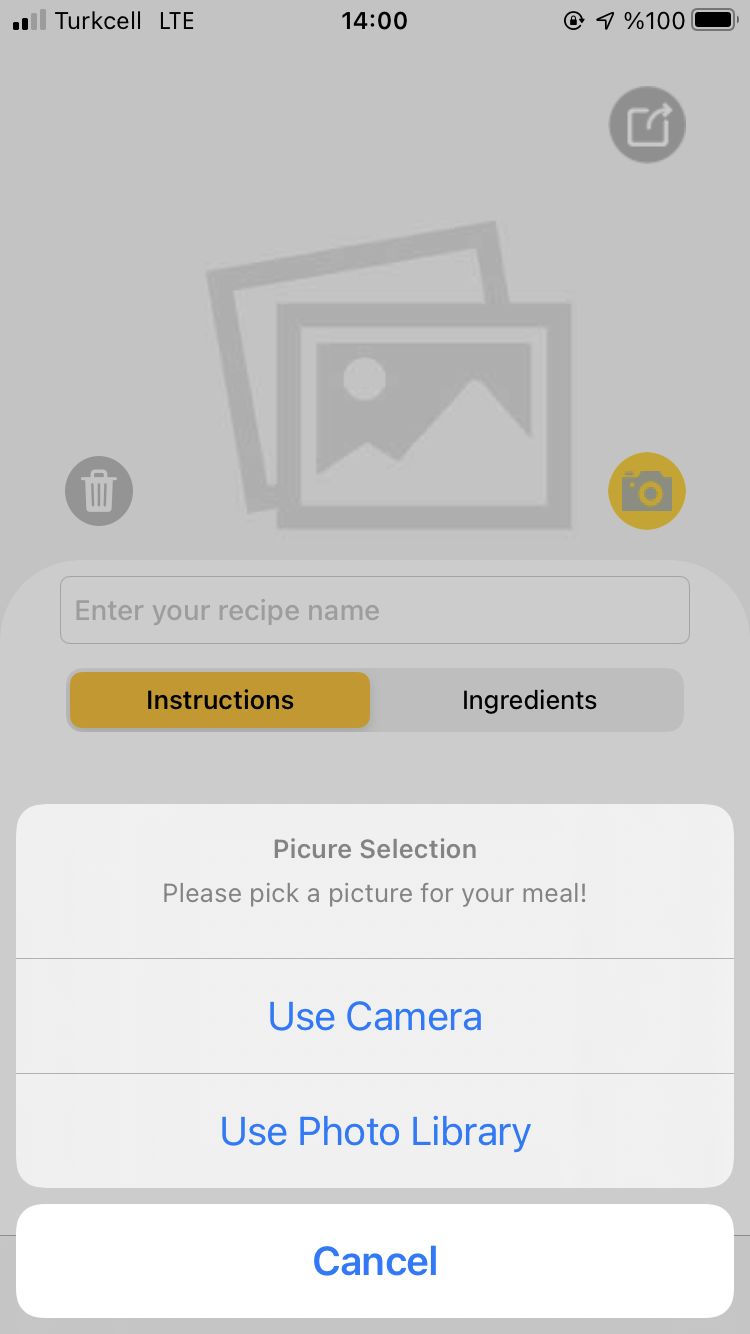 Turkcell LTE 14:00 %100
Enter your recipe name
Instructions Ingredients
Picure Selection
Please pick a picture for your meal!
Use Camera
Use Photo Library
Cancel